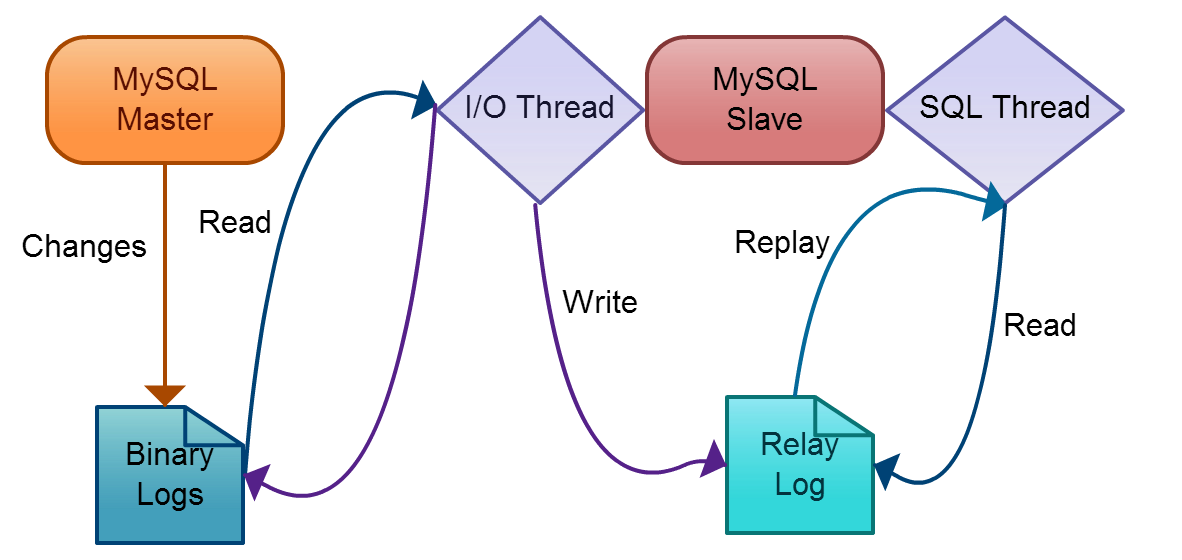 MySQL
Master
I/O Thread
MySQL
Slave
SQL Thread
Changes
Read
Write
Replay
Read
Binary
Logs
Relay
Log